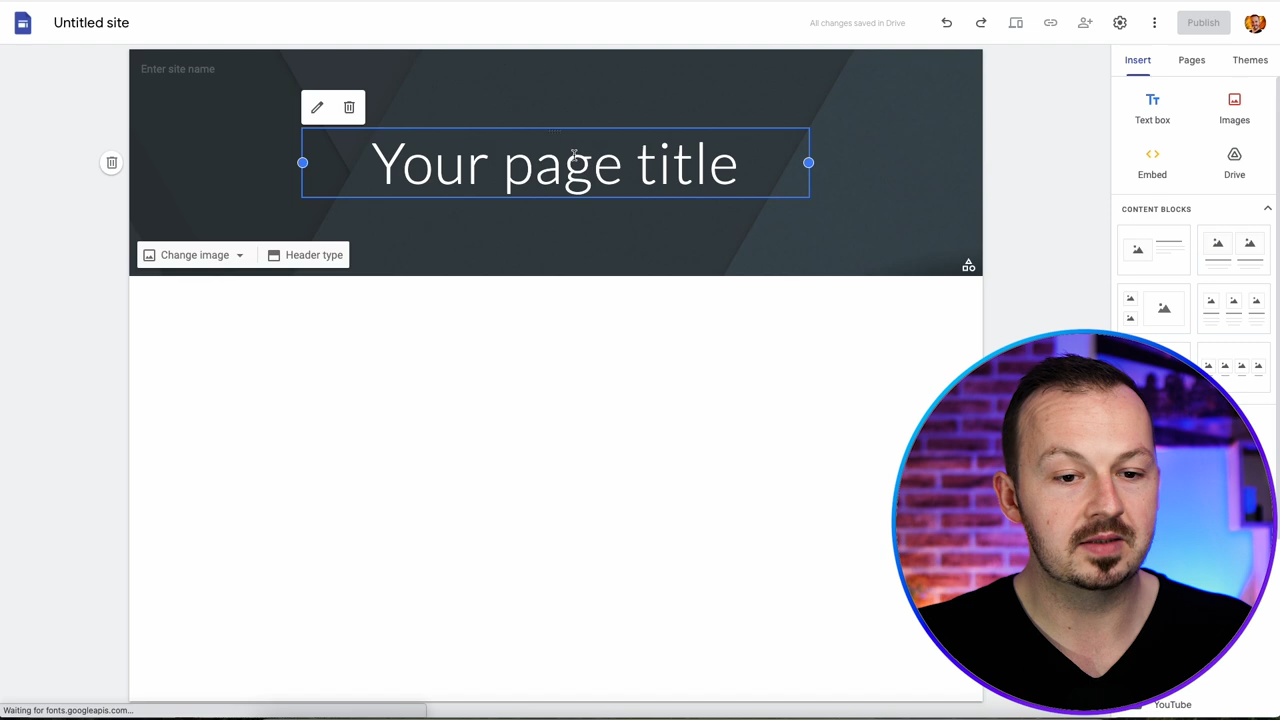 Untitled site
All changes saved in Drive
Publish
Enter site name
Your page title
Change image
Header type
Insert
Pages
Themes
Tт Text box
Images
Embed
Drive
CONTENT BLOCKS
YouTube
Waiting for fonts.googleapis.com...